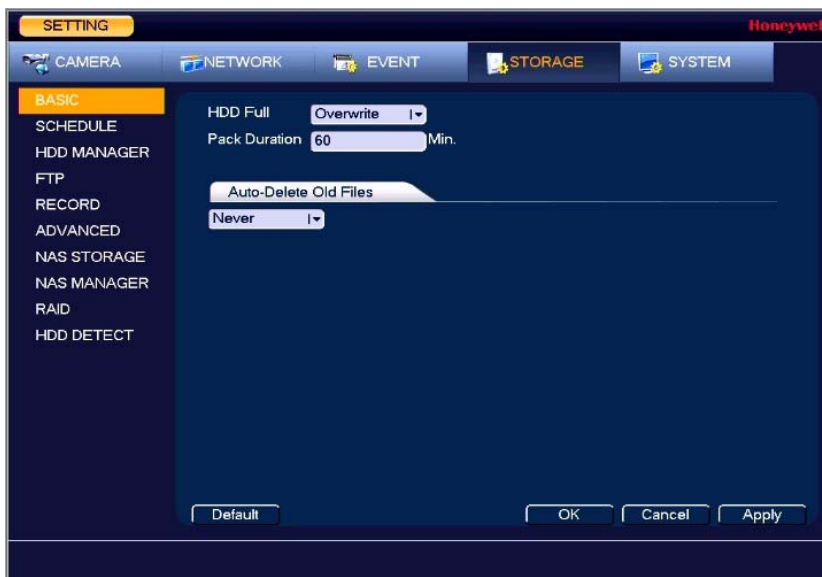 SETTING
Honeywell
CAMERA NETWORK EVENT STORAGE SYSTEM
BASIC
SCHEDULE
HDD MANAGER
FTP
RECORD
ADVANCED
NAS STORAGE
NAS MANAGER
RAID
HDD DETECT
HDD Full Overwrite
Pack Duration 60 Min.
Auto-Delete Old Files
Never
Default OK Cancel Apply